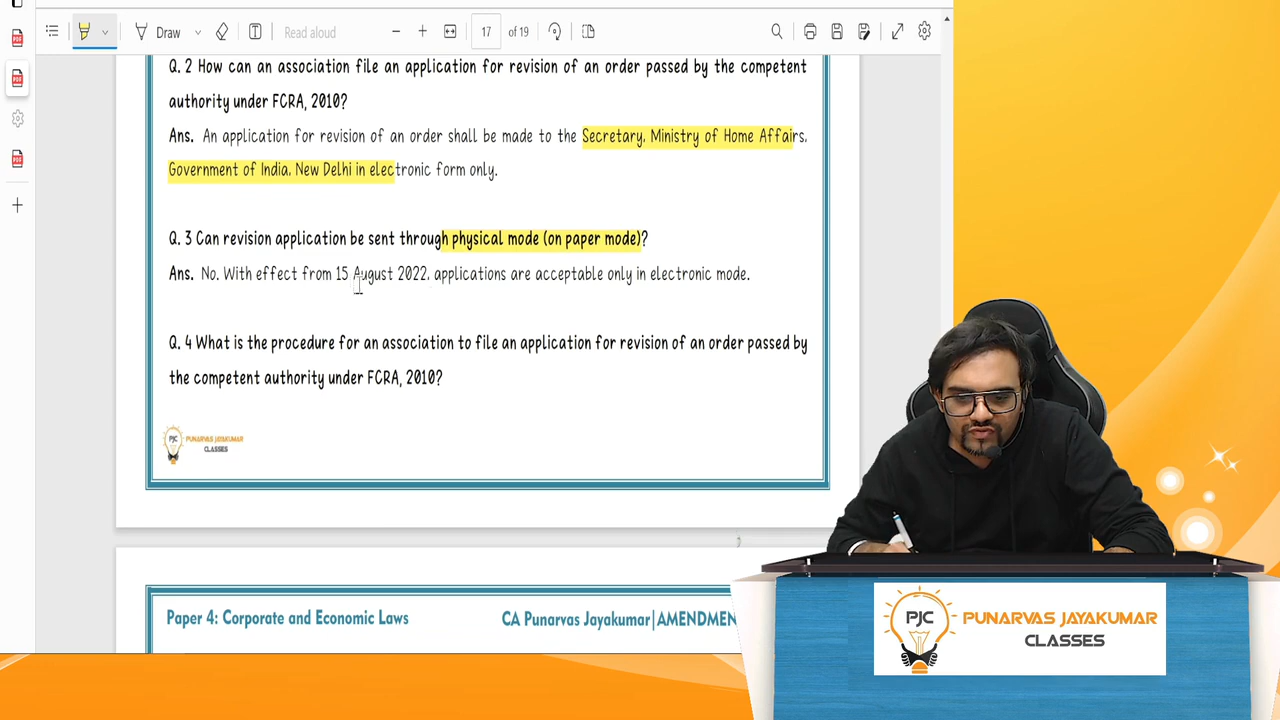 Draw
Read aloud
17
of 19
Q. 2 How can an association file an application for revision of an order passed by the competent
authority under FCRA, 2010?
Ans. An application for revision of an order shall be made to the Secretary, Ministry of Home Affairs,
Government of India, New Delhi in electronic form only.
Q. 3 Can revision application be sent through physical mode (on paper mode)?
Ans. No. With effect from 15 August 2022, applications are acceptable only in electronic mode.
Q. 4 What is the procedure for an association to file an application for revision of an order passed by
the competent authority under FCRA, 2010?
PJC
PUNARVAS JAYAKUMAR
CLASSES
Paper 4: Corporate and Economic Laws
CA Punarvas Jayakumar|AMENDMEN
PJC
PUNARVAS JAYAKUMAR
CLASSES